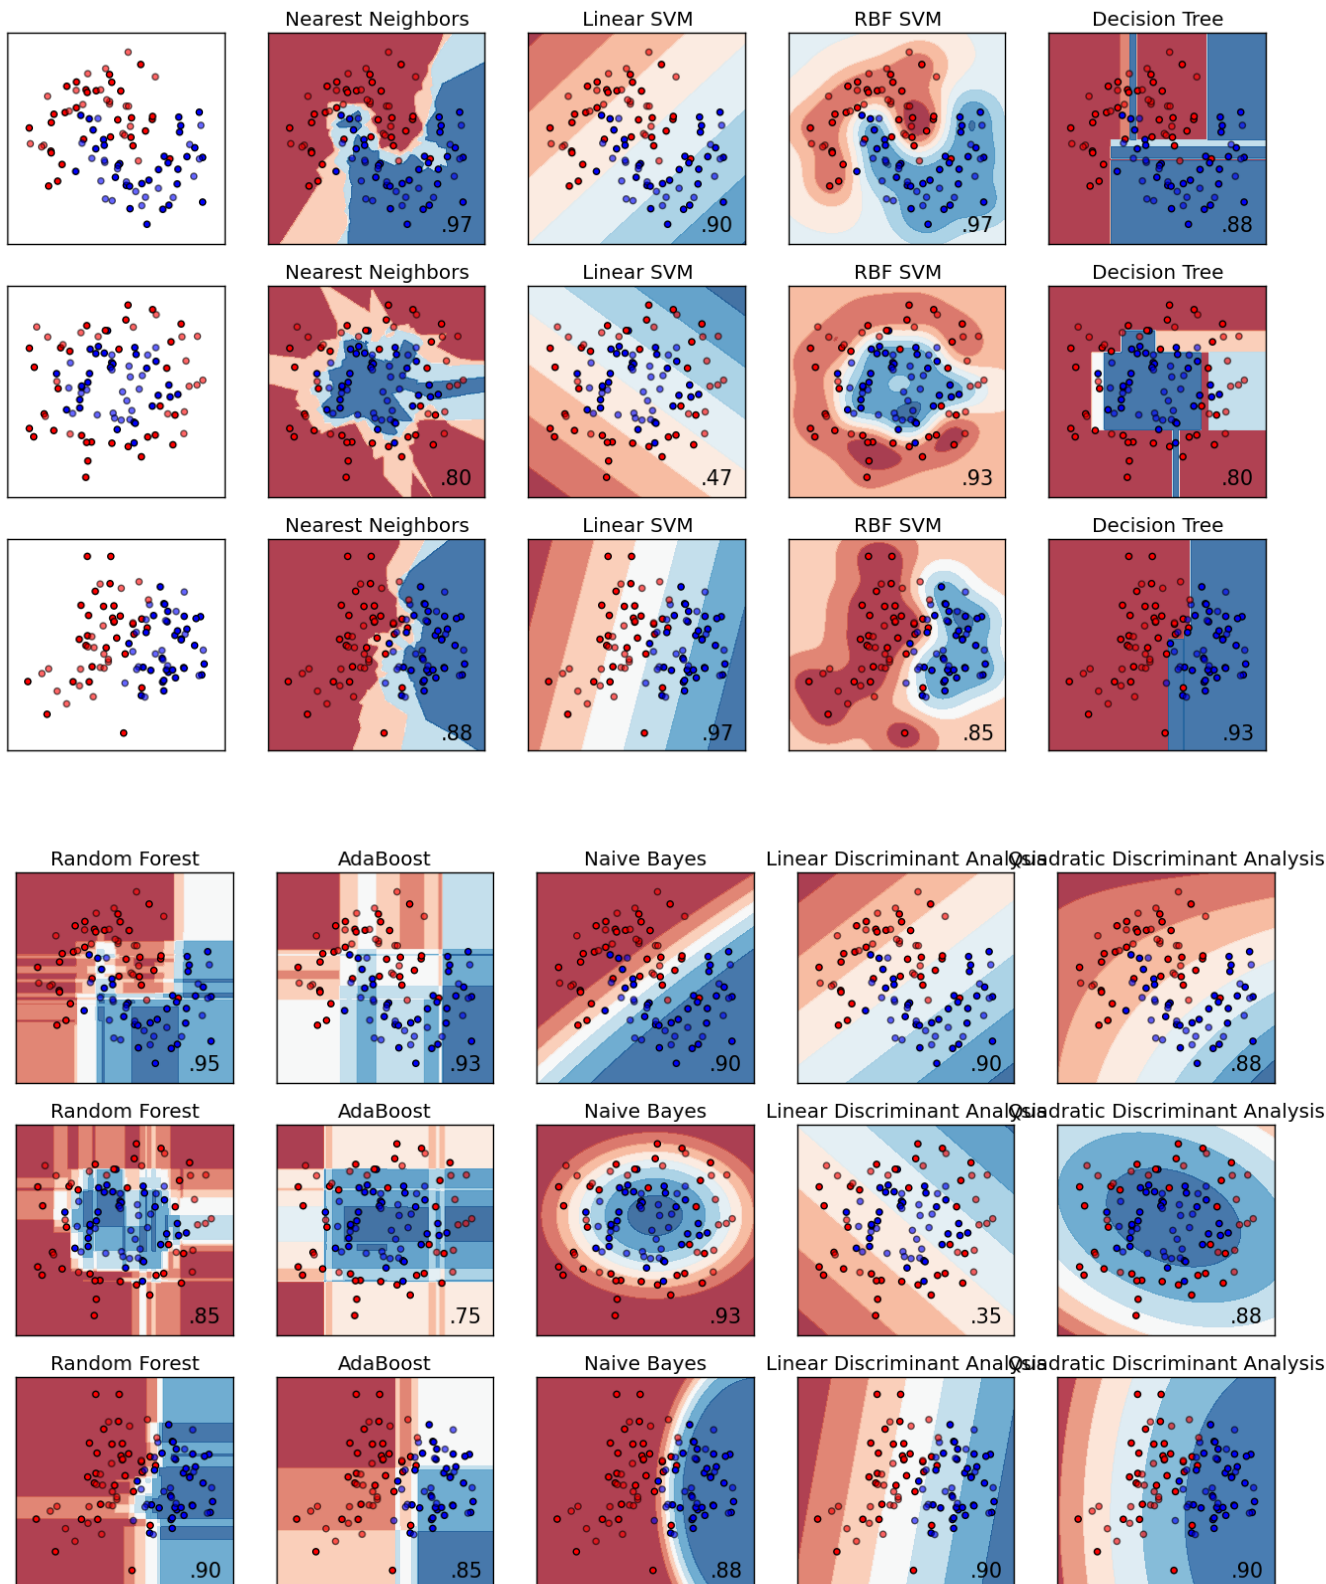 Nearest Neighbors Linear SVM RBF SVM Decision Tree
.97 .90 .97 .88
Nearest Neighbors Linear SVM RBF SVM Decision Tree
.80 .47 .93 .80
Nearest Neighbors Linear SVM RBF SVM Decision Tree
.88 .97 .85 .93
Random Forest AdaBoost Naive Bayes Linear Discriminant Analysis Quadratic Discriminant Analysis
.95 .93 .90 .90 .88
Random Forest AdaBoost Naive Bayes Linear Discriminant Analysis Quadratic Discriminant Analysis
.85 .75 .93 .35 .88
Random Forest AdaBoost Naive Bayes Linear Discriminant Analysis Quadratic Discriminant Analysis
.90 .85 .88 .90 .90